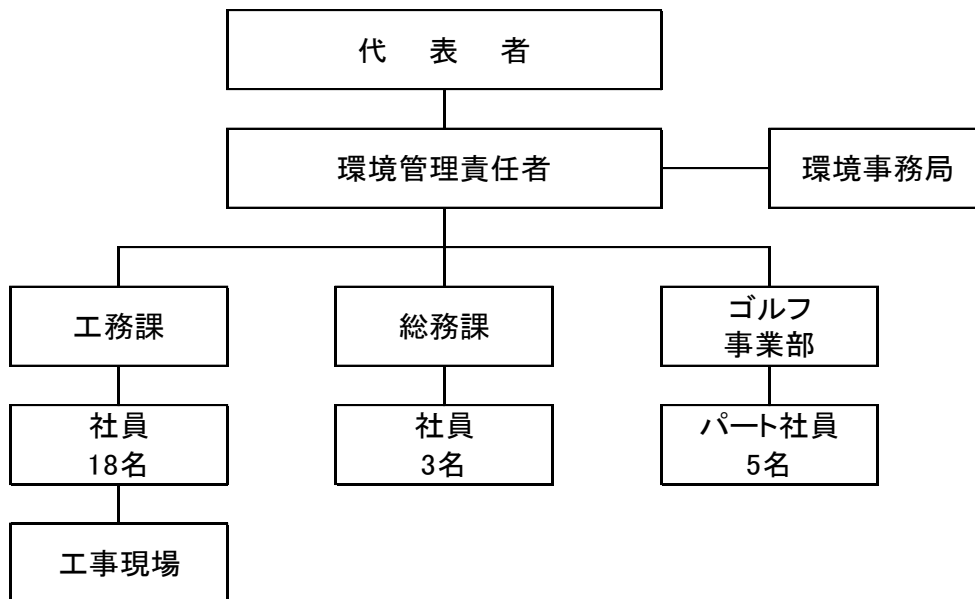 代 表 者
環境管理責任者
環境事務局
工務課
総務課
ゴルフ
事業部
社員
18名
社員
3名
パート社員
5名
工事現場